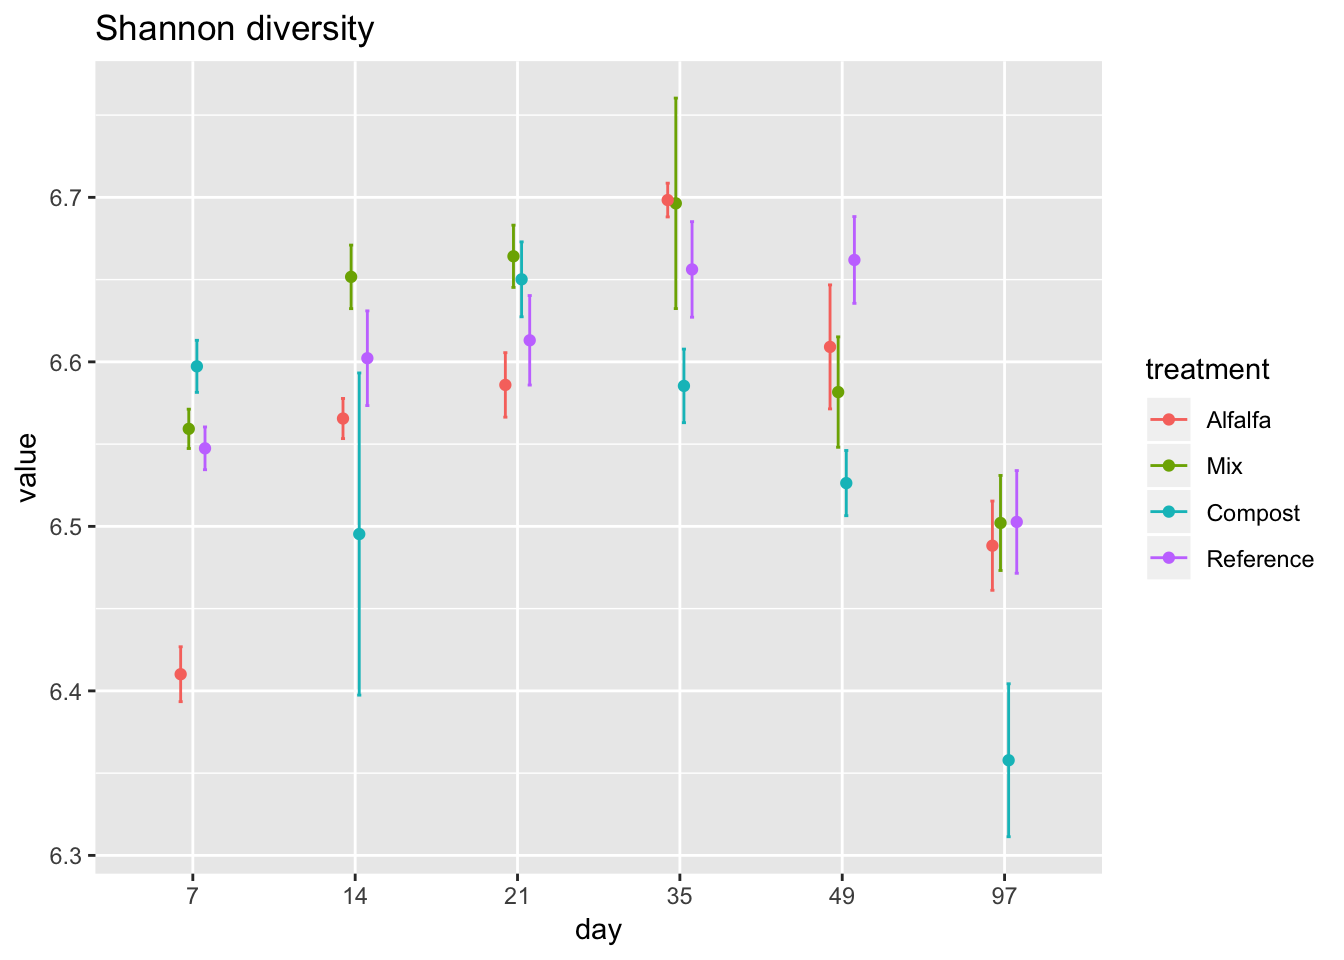 Shannon diversity
value
6.7
6.6
6.5
6.4
6.3
7 14 21 35 49 97
day
treatment
Alfalfa
Mix
Compost
Reference